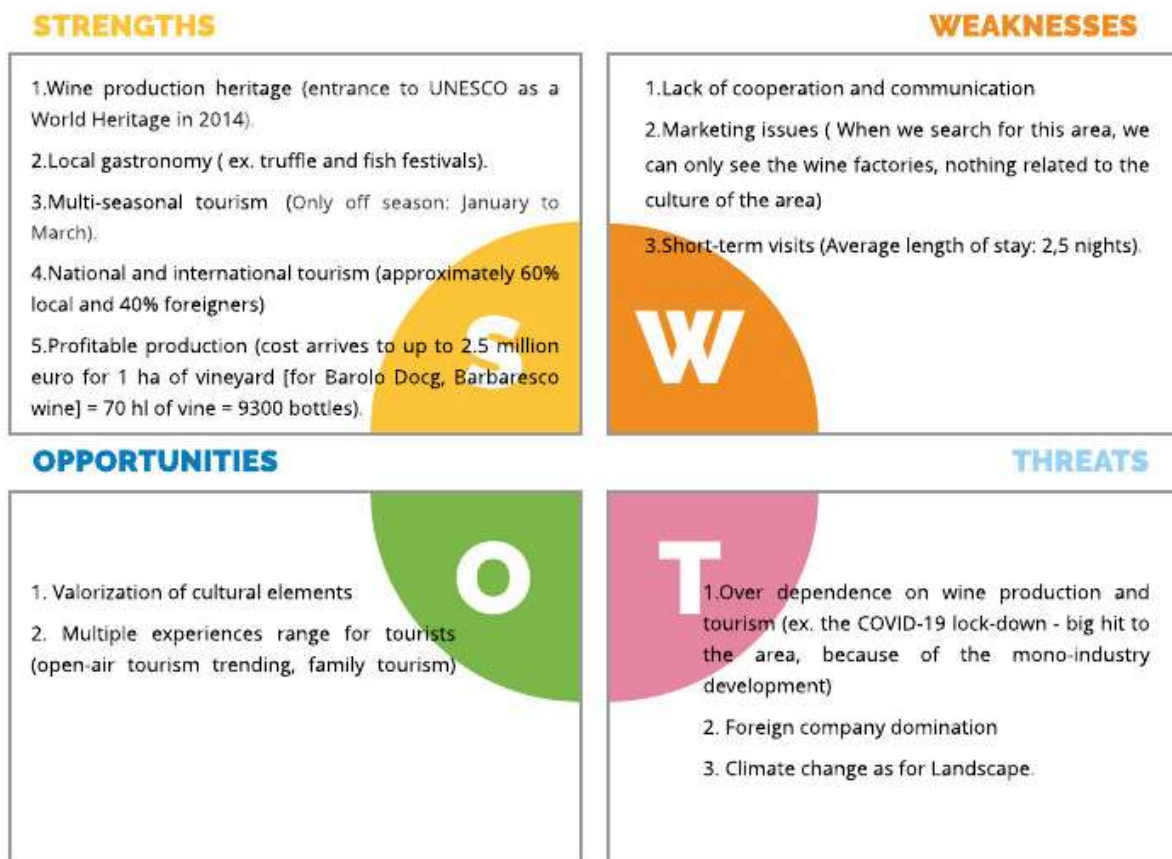 STRENGTHS
1.Wine production heritage (entrance to UNESCO as a
World Heritage in 2014).
2.Local gastronomy ( ex. truffle and fish festivals).
3.Multi-seasonal tourism (Only off season: January to
March).
4.National and international tourism (approximately 60%
local and 40% foreigners)
5.Profitable production (cost arrives to up to 2.5 million
euro for 1 ha of vineyard [for Barolo Docg, Barbaresco
wine] = 70 hl of vine = 9300 bottles).
S
WEAKNESSES
1.Lack of cooperation and communication
2.Marketing issues ( When we search for this area, we
can only see the wine factories, nothing related to the
culture of the area)
3.Short-term visits (Average length of stay: 2,5 nights).
W
OPPORTUNITIES
O
1. Valorization of cultural elements
2. Multiple experiences range for tourists
(open-air tourism trending, family tourism)
THREATS
T
1.Over dependence on wine production and
tourism (ex. the COVID-19 lock-down - big hit to
the area, because of the mono-industry
development)
2. Foreign company domination
3. Climate change as for Landscape.